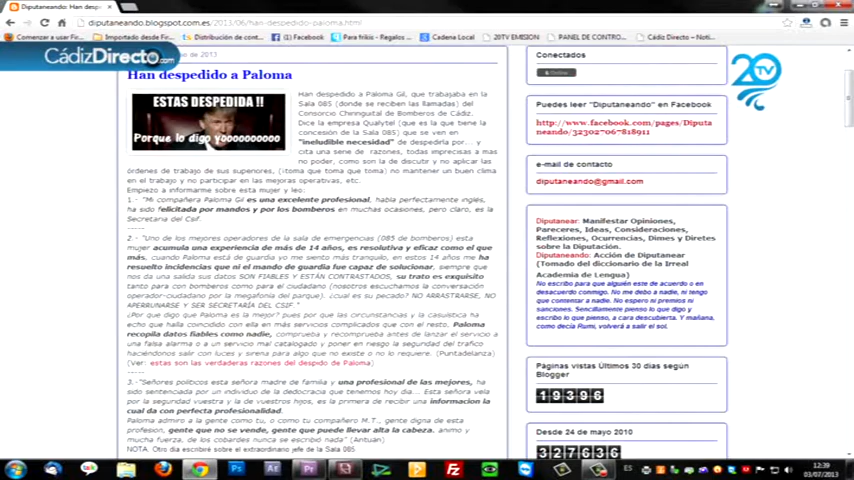 Diputaneando: Han desp
diputaneando.blogspot.com.es/2013/06/han-despedido-paloma.html
Comenzar a usar Fir
Importado desde Fi
Distribución de cont
(1) Facebook
Para frikis - Regalos
Cadena Local
20TV EMISION
PANEL DE CONTRO
Cádiz Directo – Noti
CádizDirecto.com
de 2013
20 TV
Han despedido a Paloma
ESTAS DESPEDIDA !!
Porque lo digo yoooooooooo
Han despedido a Paloma Gil, que trabajaba en la
Sala 085 (donde se reciben las llamadas) del
Consorcio Chiringuital de Bomberos de Cádiz.
Dice la empresa Qualytel (que es la que tiene la
concesión de la Sala 085) que se ven en
"ineludible necesidad" de despedirla por... y
cita una serie de razones, todas imprecisas a mas
no poder, como son la de discutir y no aplicar las
órdenes de trabajo de sus superiores, (¡toma que toma que toma) no mantener un buen clima
en el trabajo y no participar en las mejoras operativas, etc.
Empiezo a informarme sobre esta mujer y leo:
1.- "Mi compañera Paloma Gil es una excelente profesional, habla perfectamente inglés,
ha sido felicitada por mandos y por los bomberos en muchas ocasiones, pero claro, es la
Secretaria del Csif.
------
2.- "Uno de los mejores operadores de la sala de emergencias (085 de bomberos) esta
mujer acumula una experiencia de más de 14 años, es resolutiva y eficaz como el que
más. cuando Paloma está de guardia yo me siento más tranquilo, en estos 14 años me ha
resuelto incidencias que ni el mando de guardia fue capaz de solucionar, siempre que
nos da una salida sus datos SON FIABLES Y ESTÁN CONTRASTADOS, su trato es exquisito
tanto para con bomberos como para el ciudadano (nosotros escuchamos la conversación
operador-ciudadano por la megafonía del parque). ¿cual es su pecado? NO ARRASTRARSE, NO
APERRUNARSE Y SER SECRETARÍA DEL CSIF."
¿Por que digo que Paloma es la mejor? pues por que las circunstancias y la casuística ha
echo que halla coincidido con ella en más servicios complicados que con el resto. Paloma
recopila datos fiables como nadie, comprueba y recomprueba antes de lanzar el servicio a
una falsa alarma o a un servicio mal catalogado y poner en riesgo la seguridad del tráfico
haciéndonos salir con luces y sirena para algo que no existe o no lo requiere. (Puntadelanza)
(Ver: estas son las verdaderas razones del despido de Paloma)
------
3.-"Señores politicos esta señora madre de familia y una profesional de las mejores, ha
sido sentenciada por un individuo de la dedocracia que tenemos hoy dia... Esta señora vela
por la seguridad vuestra y la de vuestros hijos, es la primera de recibir una informacion la
cual da con perfecta profesionalidad.
Paloma admiro a la gente como tu, o como tu compañero M.T., gente digna de esta
profesion, gente que no se vende, gente que puede llevar alta la cabeza. animo y
mucha fuerza, de los cobardes nunca se escribió nada" (Antuan)
NOTA: Otro dia escribiré sobre el extraordinario jefe de la Sala 085
Conectados
Online
Puedes leer "Diputaneando" en Facebook
http://www.facebook.com/pages/Diputa
neando/323027067818911
e-mail de contacto
diputaneando@gmail.com
Diputanear: Manifestar Opiniones,
Pareceres, Ideas, Consideraciones,
Reflexiones, Ocurrencias, Dimes y Diretes
sobre la Diputación.
Diputaneando: Acción de Diputanear
(Tomado del diccionario de la Irreal
Academia de Lengua)
No escribo para que alguién este de acuerdo o en
desacuerdo conmigo. No me debo a nadie, ni tengo
que contentar a nadie. No espero ni premios ni
sanciones. Sencillamente pienso lo que digo y
escribo lo que pienso, a cara descubierta. Y mañana,
como decía Rumi, volverá a salir el sol.
Páginas vistas Últimos 30 días según
Blogger
19396
Desde 24 de mayo 2010
327636
ES
12:39
03/07/2013